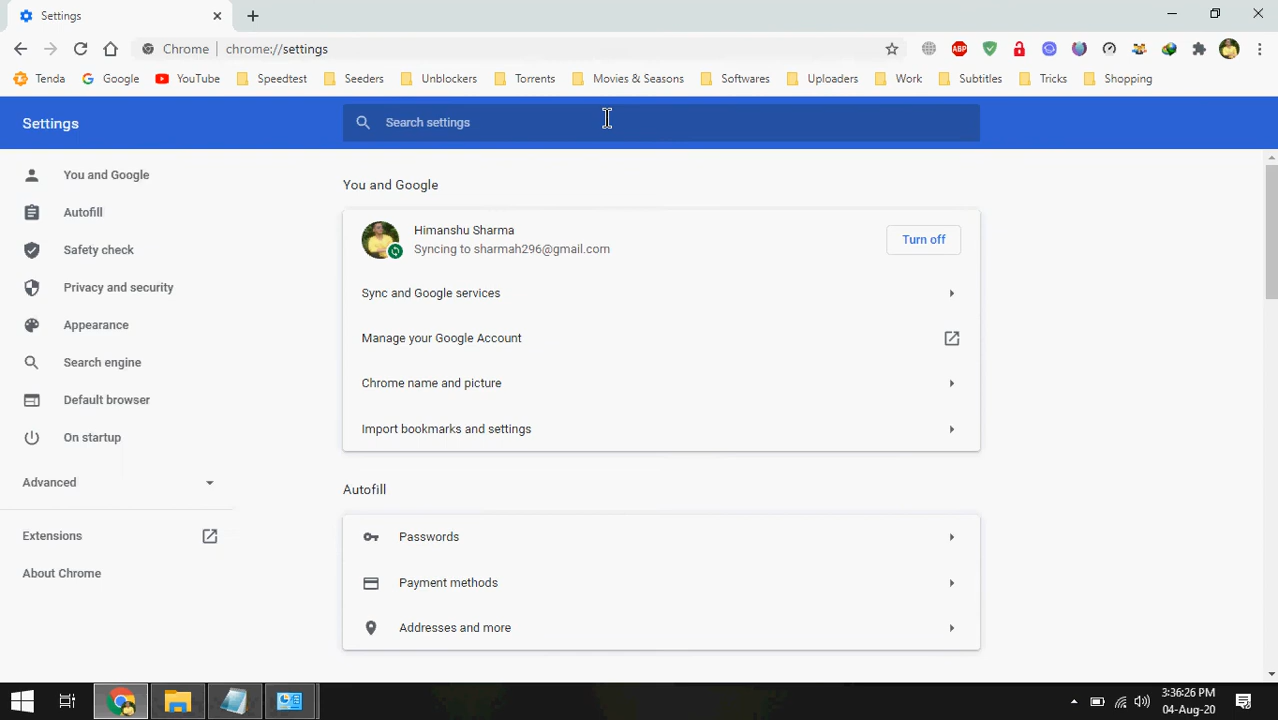 Settings
Chrome
chrome://settings
ABP
Tenda
Google
YouTube
Speedtest
Seeders
Unblockers
Torrents
Movies & Seasons
Softwares
Uploaders
Work
Subtitles
Tricks
Shopping
Settings
Search settings
You and Google
Autofill
Safety check
Privacy and security
Appearance
Search engine
Default browser
On startup
Advanced
Extensions
About Chrome
You and Google
Himanshu Sharma
Syncing to sharmah296@gmail.com
Turn off
Sync and Google services
Manage your Google Account
Chrome name and picture
Import bookmarks and settings
Autofill
Passwords
Payment methods
Addresses and more
3:36:26 PM
04-Aug-20